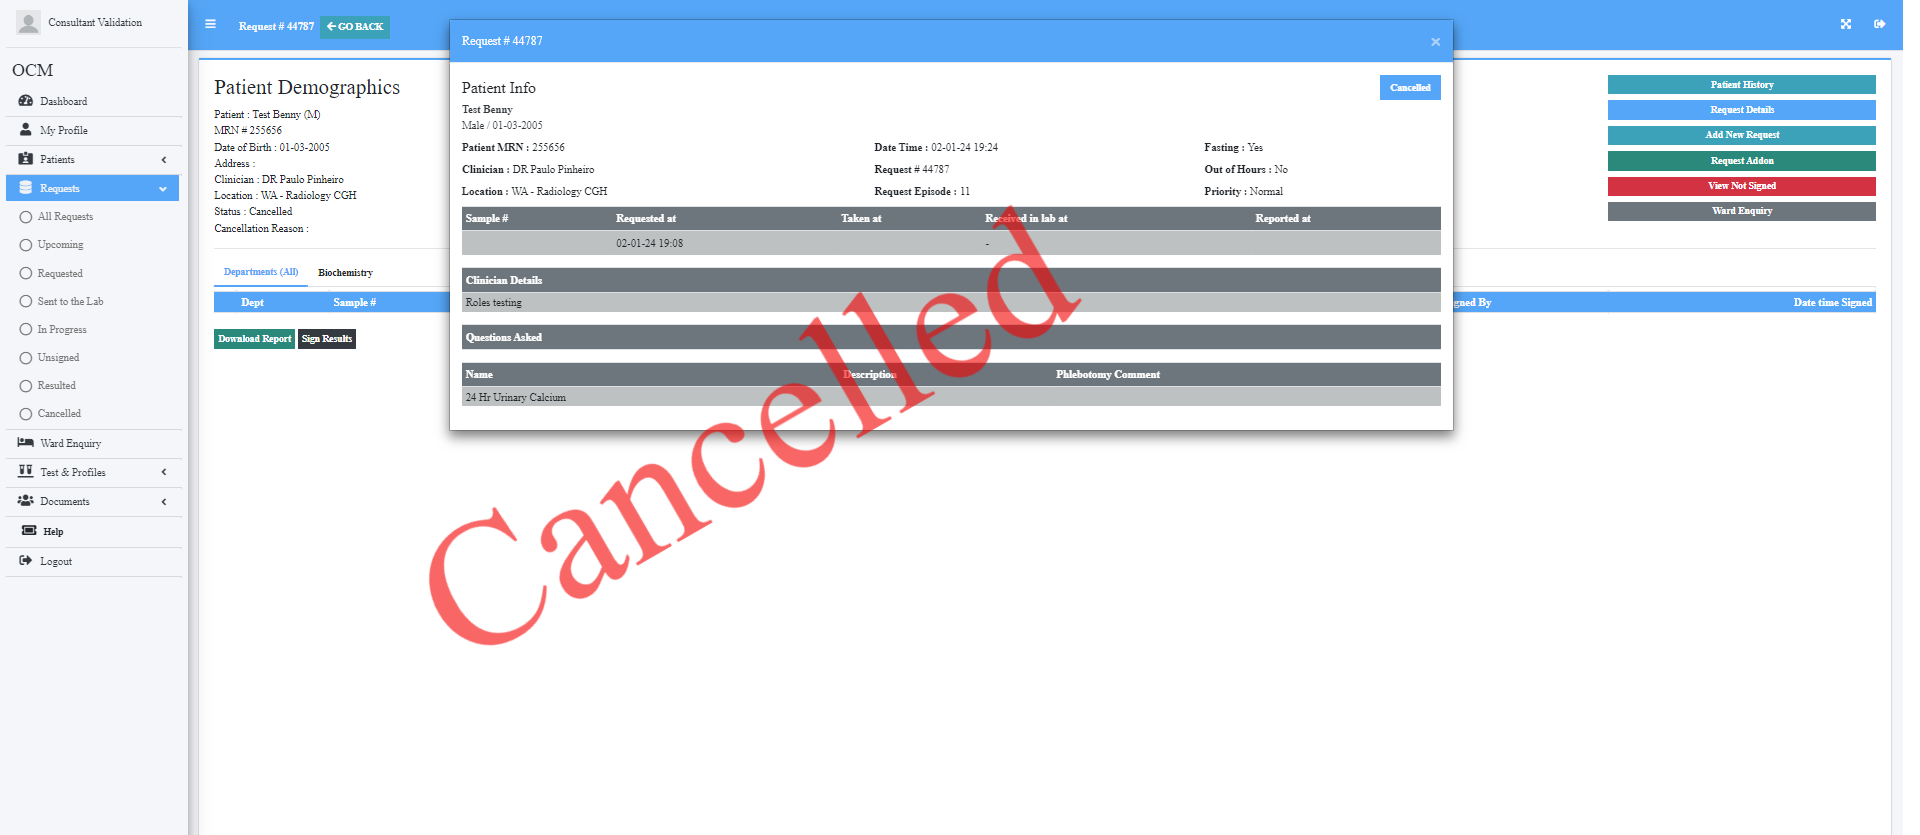 Consultant Validation
OCM
Dashboard
My Profile
Patients
Requests
All Requests
Upcoming
Requested
Sent to the Lab
In Progress
Unsigned
Resulted
Cancelled
Ward Enquiry
Test & Profiles
Documents
Help
Logout
Request # 44787 GO BACK
Patient Demographics
Patient : Test Benny (M)
MRN # 255656
Date of Birth : 01-03-2005
Address :
Clinician : DR Paulo Pinheiro
Location : WA - Radiology CGH
Status : Cancelled
Cancellation Reason :
Departments (All) Biochemistry
Dept Sample # gned By Date time Signed
Download Report Sign Results
Request # 44787 ×
Patient Info Cancelled
Test Benny
Male / 01-03-2005
Patient MRN : 255656 Date Time : 02-01-24 19:24 Fasting : Yes
Clinician : DR Paulo Pinheiro Request # 44787 Out of Hours : No
Location : WA - Radiology CGH Request Episode : 11 Priority : Normal
Sample # Requested at Taken at Received in lab at Reported at
02-01-24 19:08 -
Clinician Details
Roles testing
Questions Asked
Name Description Phlebotomy Comment
24 Hr Urinary Calcium
Cancelled
Patient History
Request Details
Add New Request
Request Addon
View Not Signed
Ward Enquiry